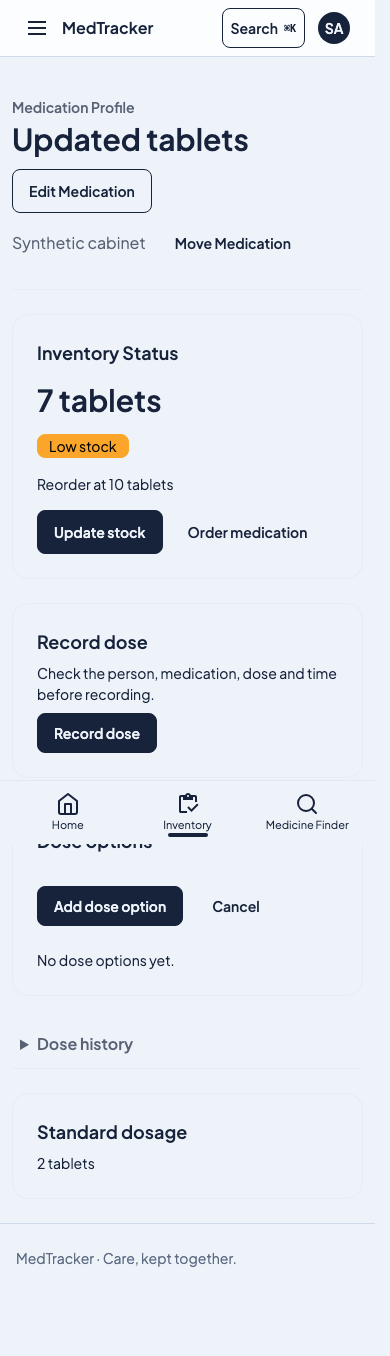 MedTracker
Search ⌘K
SA
Medication Profile
Updated tablets
Edit Medication
Synthetic cabinet
Move Medication
Inventory Status
7 tablets
Low stock
Reorder at 10 tablets
Update stock
Order medication
Record dose
Check the person, medication, dose and time
before recording.
Record dose
Home
Inventory
Medicine Finder
Dose options
Add dose option
Cancel
No dose options yet.
Dose history
Standard dosage
2 tablets
MedTracker · Care, kept together.